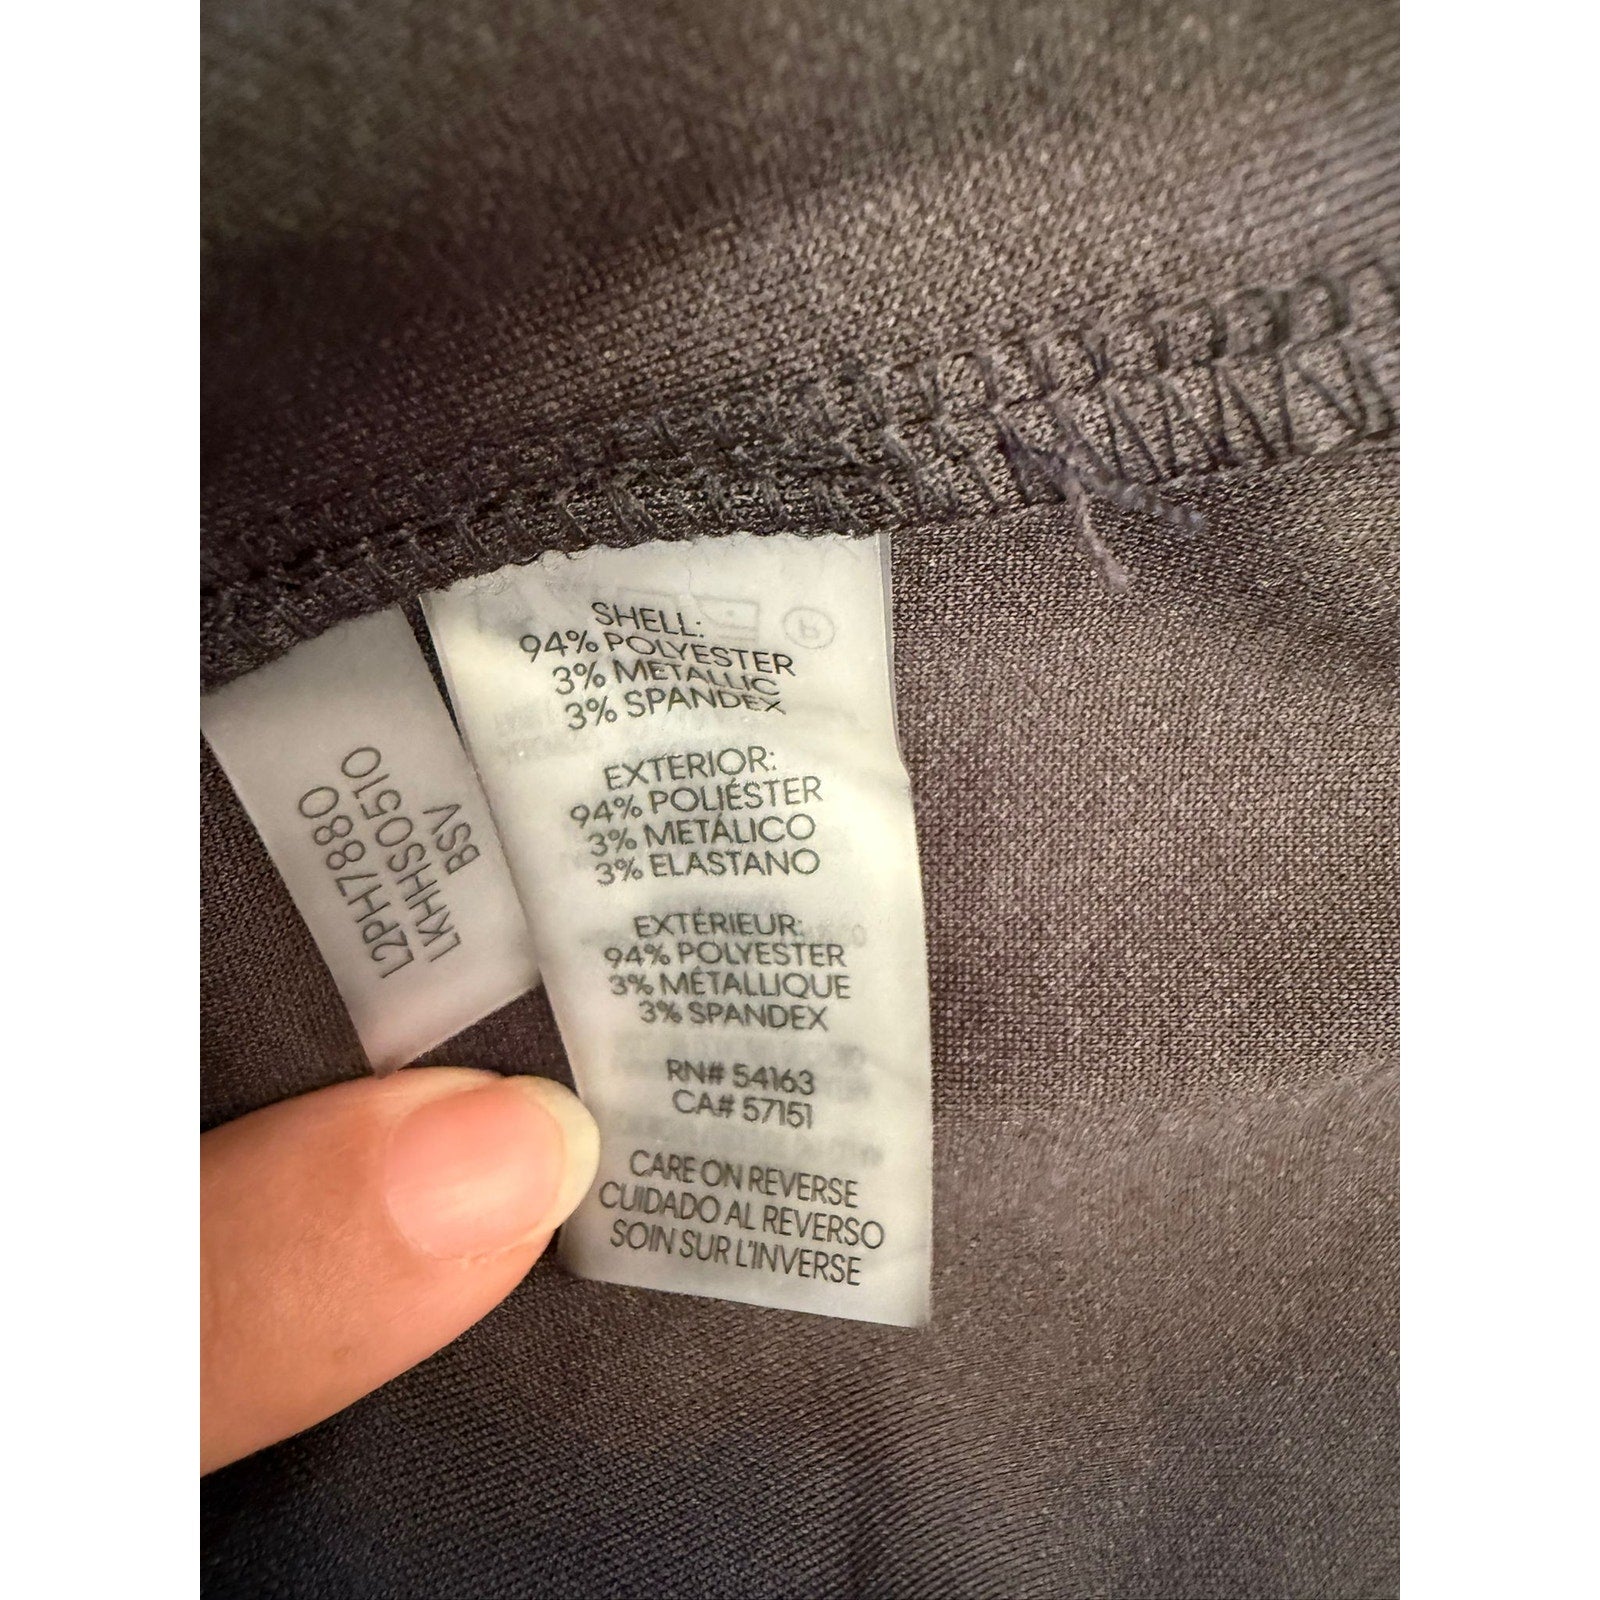 L2PH7880
LKHHS0510
BSV
SHELL:
94% POLYESTER
3% METALLIC
3% SPANDEX
EXTERIOR:
94% POLIÉSTER
3% METÁLICO
3% ELASTANO
EXTÉRIEUR:
94% POLYESTER
3% MÉTALLIQUE
3% SPANDEX
RN# 54163
CA# 57151
CARE ON REVERSE
CUIDADO AL REVERSO
SOIN SUR L'INVERSE